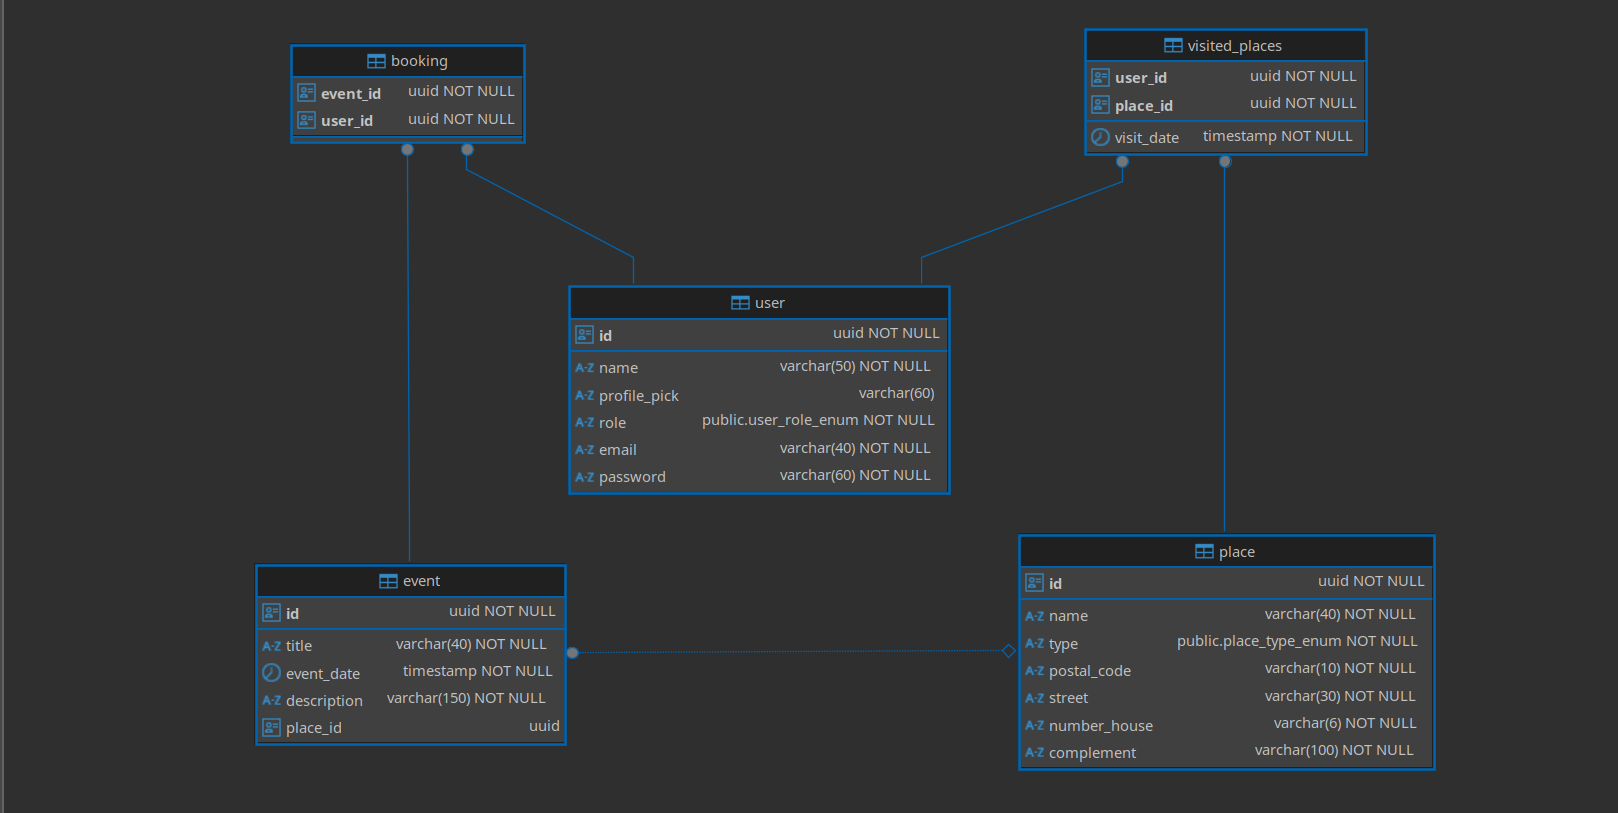 booking
event_id uuid NOT NULL
user_id uuid NOT NULL
visited_places
user_id uuid NOT NULL
place_id uuid NOT NULL
visit_date timestamp NOT NULL
user
id uuid NOT NULL
A-Z name varchar(50) NOT NULL
A-Z profile_pick varchar(60)
A-Z role public.user_role_enum NOT NULL
A-Z email varchar(40) NOT NULL
A-Z password varchar(60) NOT NULL
event
id uuid NOT NULL
A-Z title varchar(40) NOT NULL
event_date timestamp NOT NULL
A-Z description varchar(150) NOT NULL
place_id uuid
place
id uuid NOT NULL
A-Z name varchar(40) NOT NULL
A-Z type public.place_type_enum NOT NULL
A-Z postal_code varchar(10) NOT NULL
A-Z street varchar(30) NOT NULL
A-Z number_house varchar(6) NOT NULL
A-Z complement varchar(100) NOT NULL